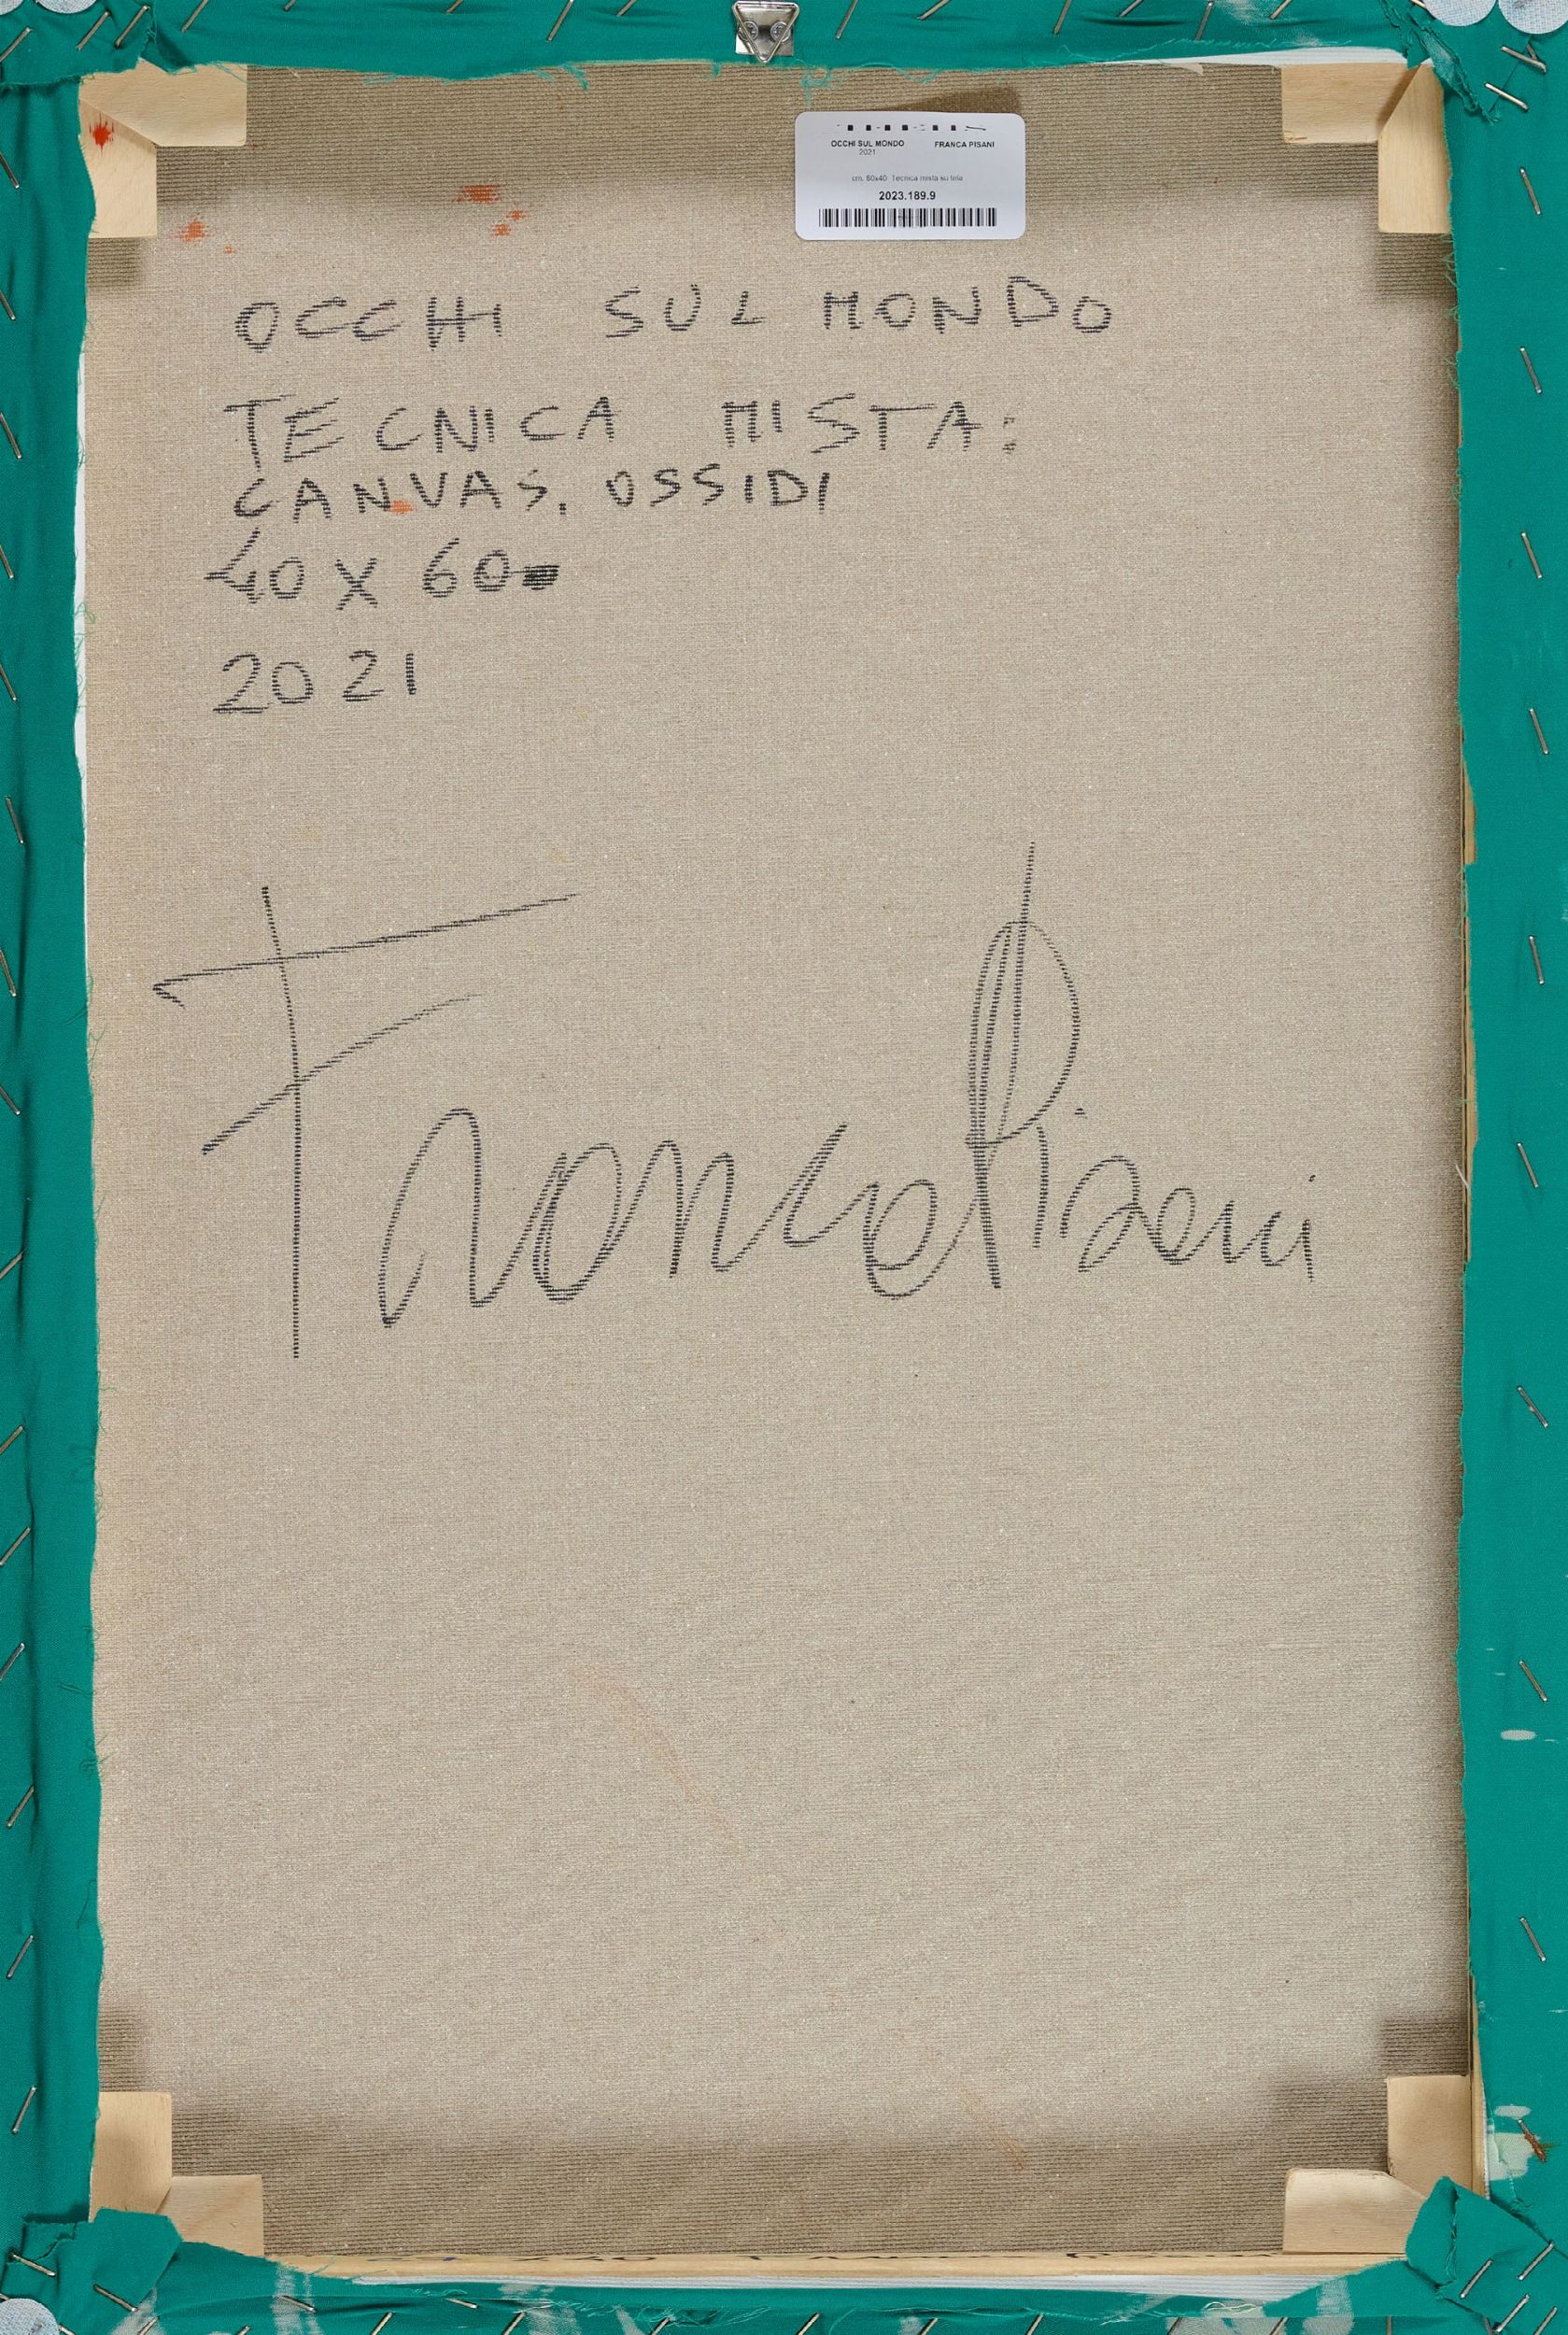 OCCHI SUL MONDO FRANCA PISANI
2021
cm. 60x40 Tecnica mista su tela
2023.189.9
OCCHI SUL MONDO
TECNICA MISTA:
CANVAS. OSSIDI
40 X 60
2021
Franca Pisani